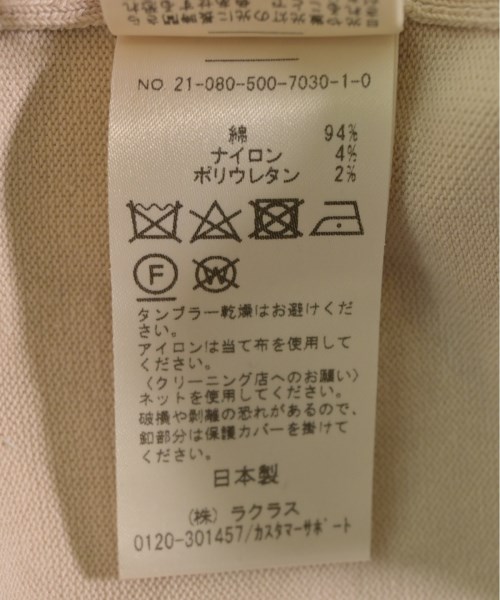 NO 21-080-500-7030-1-0
綿 94%
ナイロン 4%
ポリウレタン 2%
F
W
タンブラー乾燥はお避けくだ
さい。
アイロンは当て布を使用して
ください。
〈クリーニング店へのお願い〉
ネットを使用してください。
破損や剥離の恐れがあるので、
釦部分は保護カバーを掛けて
ください。
日本製
(株) ラクラス
0120-301457/カスタマーサポート